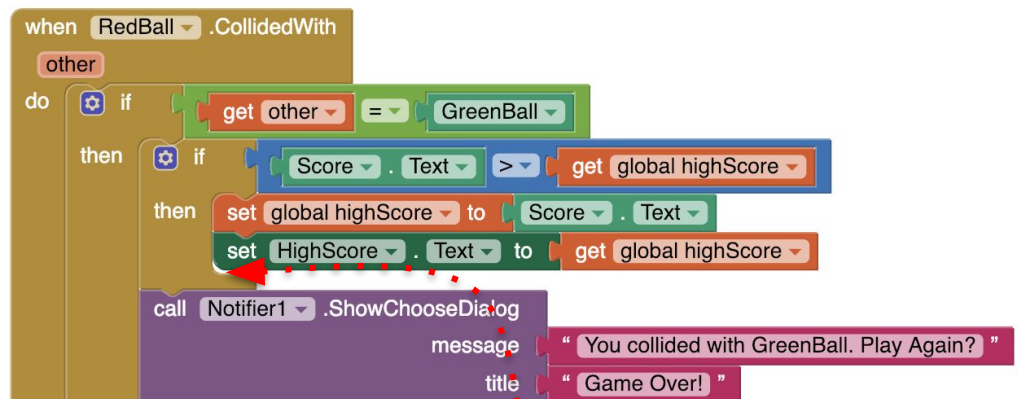 when RedBall .CollidedWith
other
do if get other = GreenBall
then if Score . Text > get global highScore
then set global highScore to Score . Text
set HighScore . Text to get global highScore
call Notifier1 .ShowChooseDialog
message “ You collided with GreenBall. Play Again? ”
title “ Game Over! ”